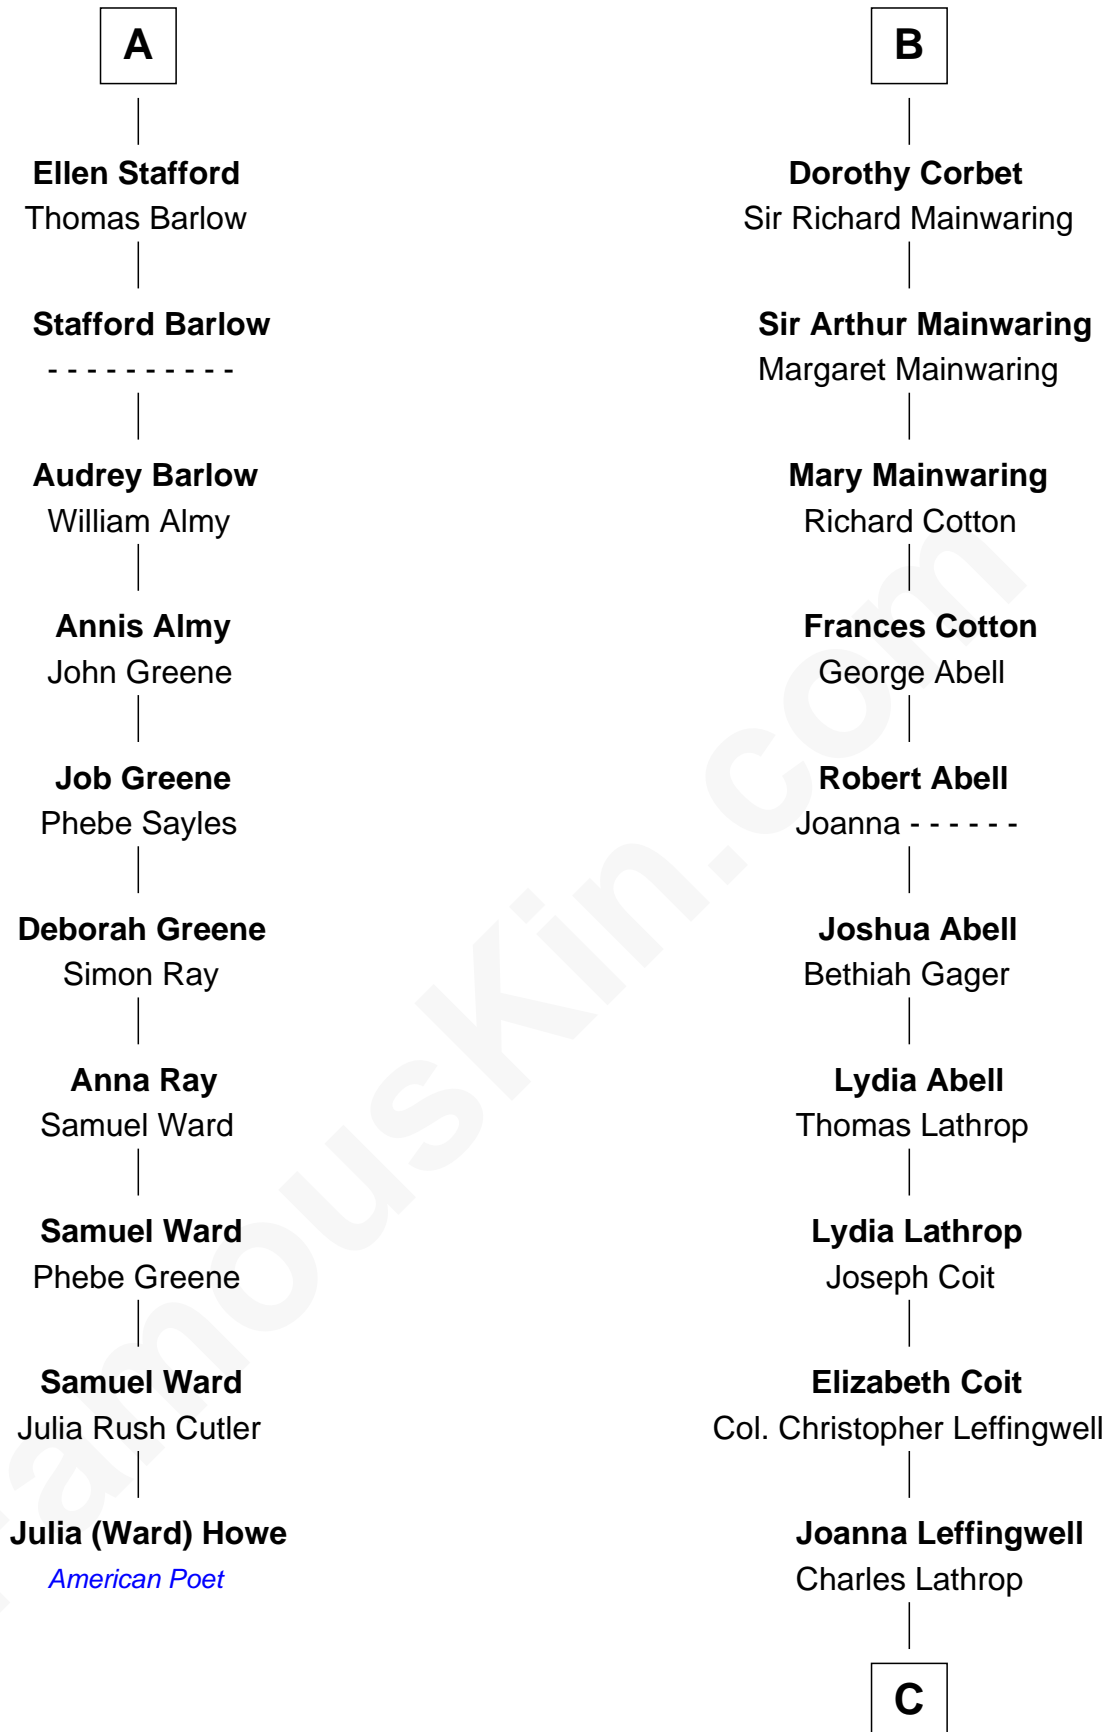 A
Ellen Stafford
Thomas Barlow
Stafford Barlow
- - - - - - - - - -
Audrey Barlow
William Almy
Annis Almy
John Greene
Job Greene
Phebe Sayles
Deborah Greene
Simon Ray
Anna Ray
Samuel Ward
Samuel Ward
Phebe Greene
Samuel Ward
Julia Rush Cutler
Julia (Ward) Howe
American Poet
B
Dorothy Corbet
Sir Richard Mainwaring
Sir Arthur Mainwaring
Margaret Mainwaring
Mary Mainwaring
Richard Cotton
Frances Cotton
George Abell
Robert Abell
Joanna - - - - - -
Joshua Abell
Bethiah Gager
Lydia Abell
Thomas Lathrop
Lydia Lathrop
Joseph Coit
Elizabeth Coit
Col. Christopher Leffingwell
Joanna Leffingwell
Charles Lathrop
C
FamousKin.com